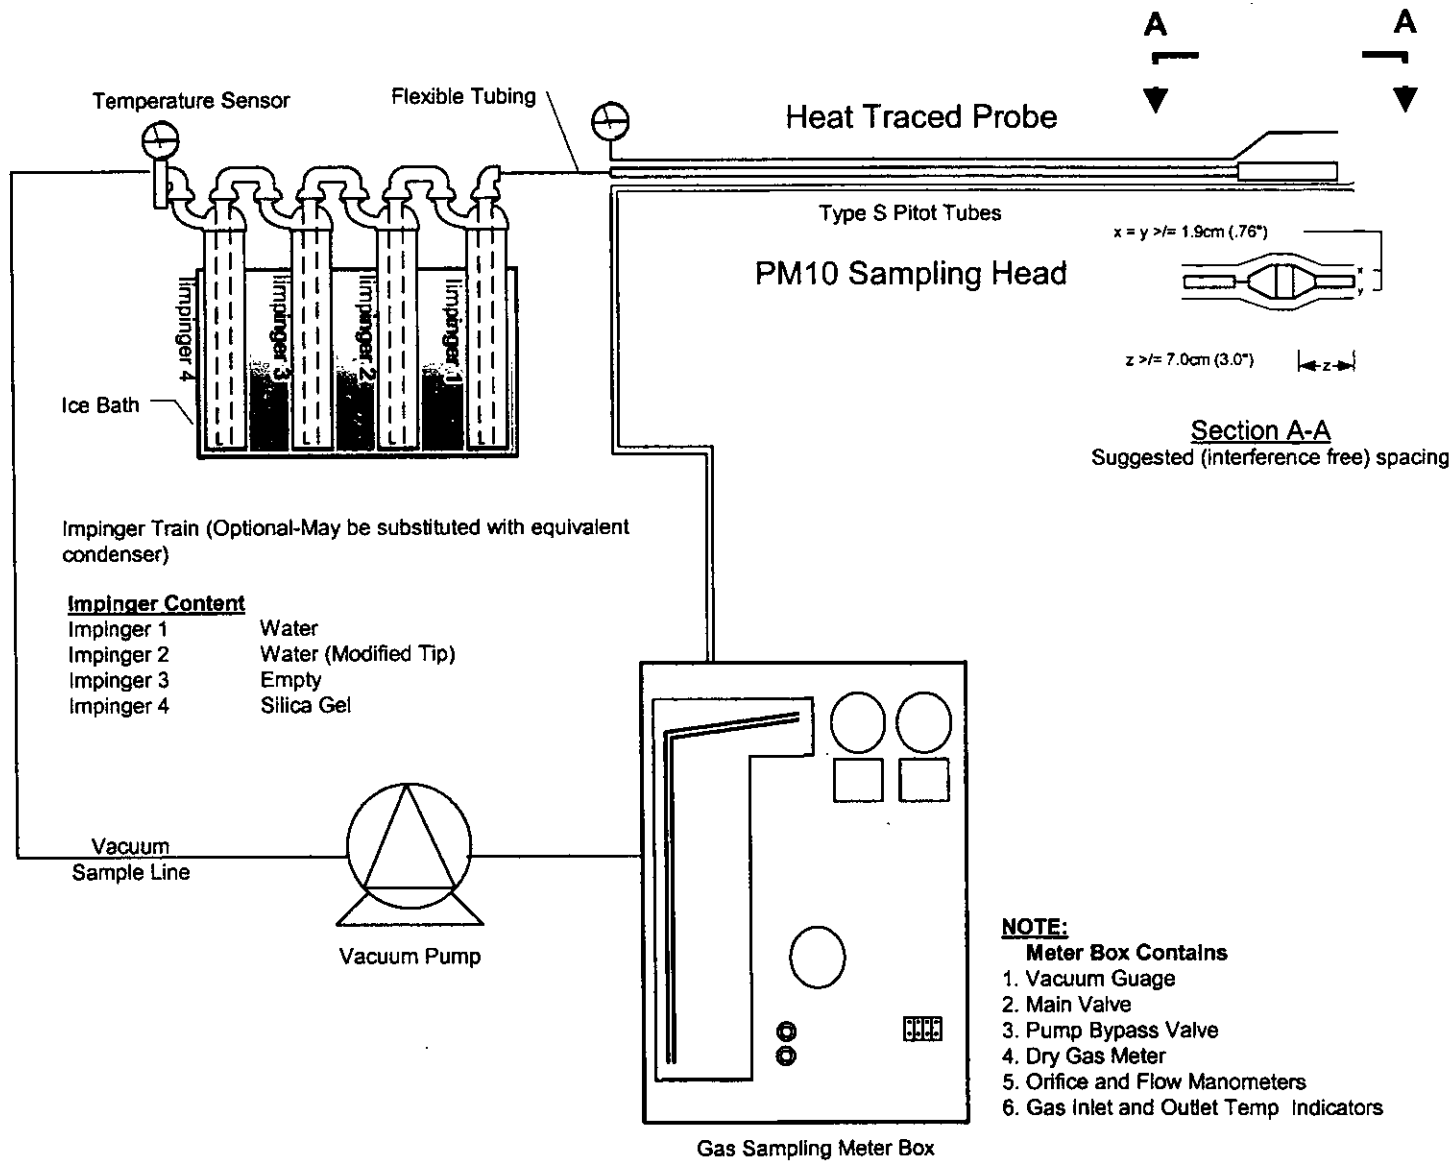 A A
Temperature Sensor
Flexible Tubing
Heat Traced Probe
Type S Pitot Tubes
x = y >/= 1.9cm (.76")
PM10 Sampling Head
x
y
Iimpinger 4
Iimpinger 3
Iimpinger 2
Iimpinger 1
z >/= 7.0cm (3.0")
z
Ice Bath
Section A-A
Suggested (interference free) spacing
Impinger Train (Optional-May be substituted with equivalent
condenser)
Impinger Content
Impinger 1 Water
Impinger 2 Water (Modified Tip)
Impinger 3 Empty
Impinger 4 Silica Gel
Vacuum
Sample Line
Vacuum Pump
NOTE:
Meter Box Contains
1. Vacuum Guage
2. Main Valve
3. Pump Bypass Valve
4. Dry Gas Meter
5. Orifice and Flow Manometers
6. Gas Inlet and Outlet Temp Indicators
Gas Sampling Meter Box